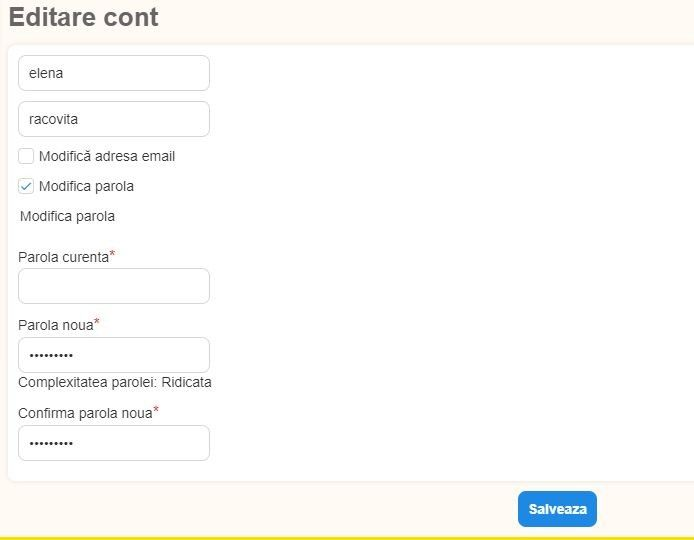 Editare cont
elena
racovita
Modifică adresa email
Modifica parola
Modifica parola
Parola curenta*
Parola noua*
•••••••••
Complexitatea parolei: Ridicata
Confirma parola noua*
•••••••••
Salveaza